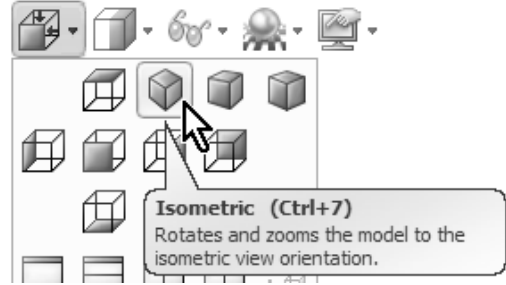 Isometric (Ctrl+7)
Rotates and zooms the model to the
isometric view orientation.